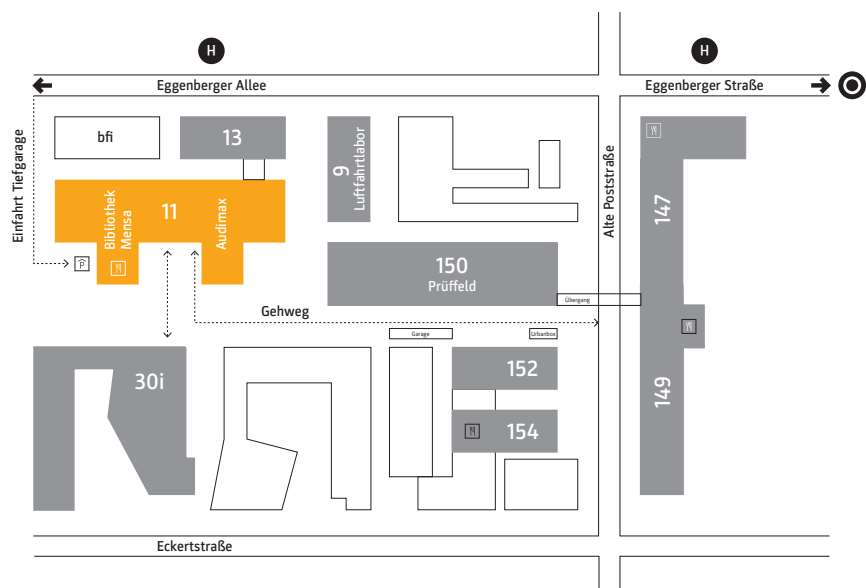 H
H
Eggenberger Allee
Eggenberger Straße
Einfahrt Tiefgarage
bfi
13
9
Luftfahrtlabor
Alte Poststraße
147
11
Bibliothek
Mensa
Audimax
P
150
Prüffeld
Übergang
Gehweg
Garage
Urbanbox
30i
152
149
154
Eckertstraße